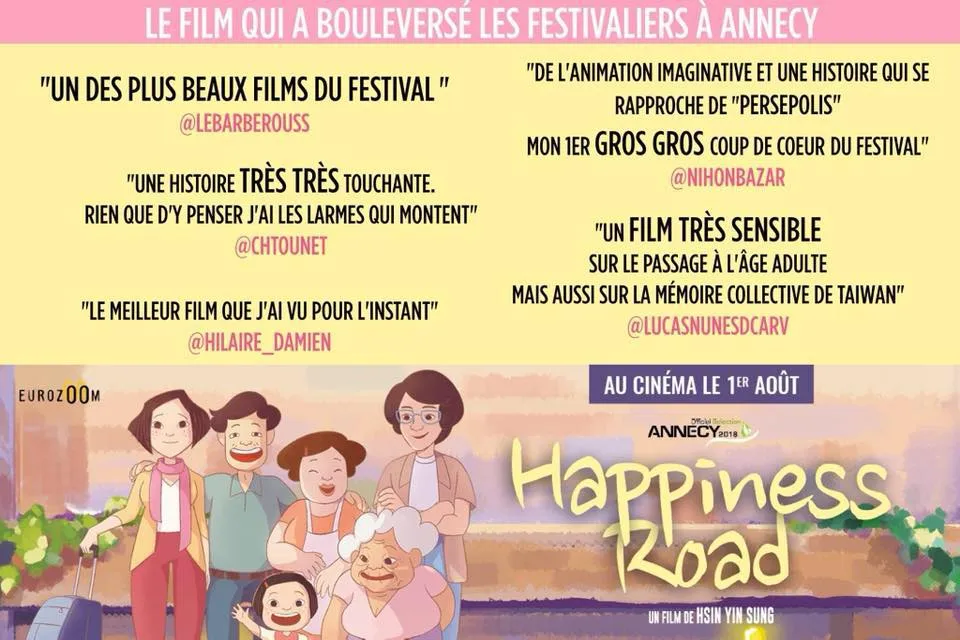 LE FILM QUI A BOULEVERSÉ LES FESTIVALIERS À ANNECY
"UN DES PLUS BEAUX FILMS DU FESTIVAL "
@LEBARBEROUSS
"UNE HISTOIRE TRÈS TRÈS TOUCHANTE.
RIEN QUE D'Y PENSER J'AI LES LARMES QUI MONTENT"
@CHTOUNET
"LE MEILLEUR FILM QUE J'AI VU POUR L'INSTANT"
@HILAIRE_DAMIEN
"DE L'ANIMATION IMAGINATIVE ET UNE HISTOIRE QUI SE
RAPPROCHE DE "PERSEPOLIS"
MON 1ER GROS GROS COUP DE COEUR DU FESTIVAL"
@NIHONBAZAR
"UN FILM TRÈS SENSIBLE
SUR LE PASSAGE À L'ÂGE ADULTE
MAIS AUSSI SUR LA MÉMOIRE COLLECTIVE DE TAIWAN"
@LUCASNUNESDCARV
EUROZOOM
AU CINÉMA LE 1ER AOÛT
Official Selection
ANNECY2018
Happiness
Road
UN FILM DE HSIN YIN SUNG